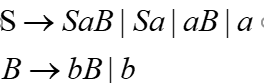 S → SaB | Sa | aB | a
B → bB | b